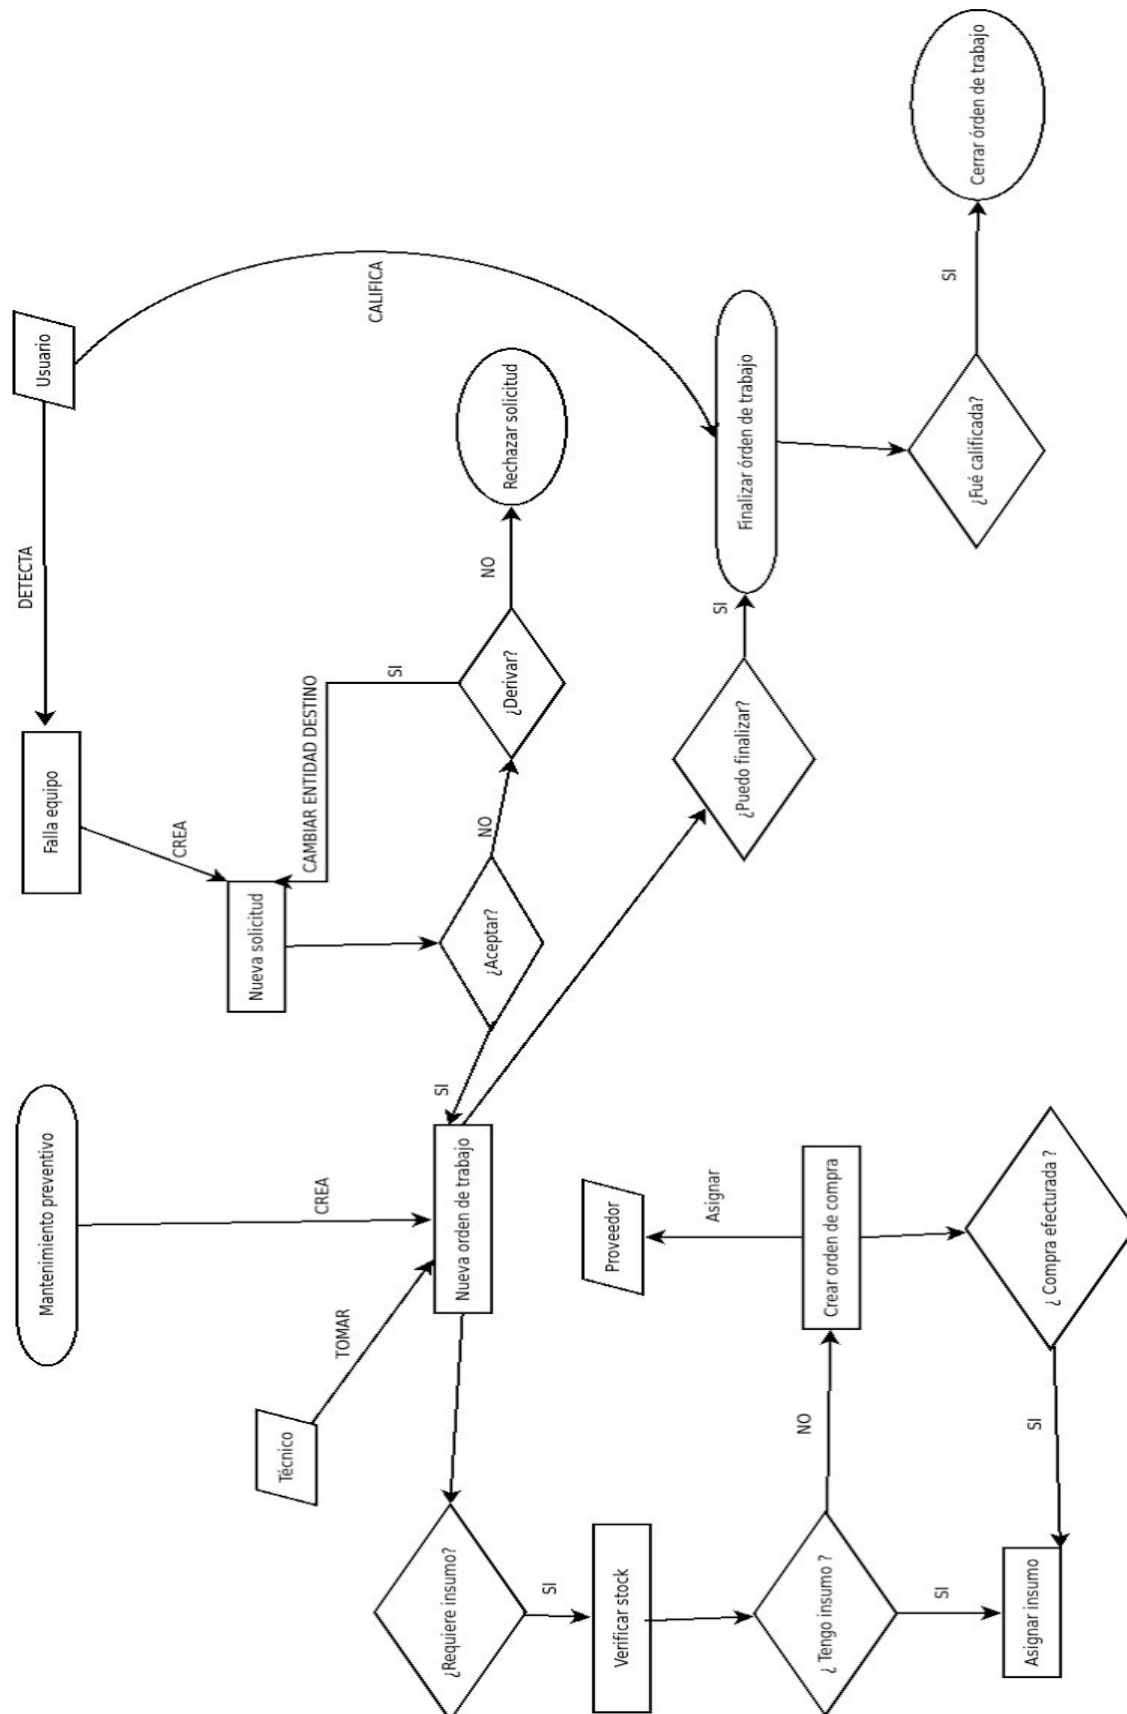 Mantenimiento preventivo
Falla equipo
DETECTA
Usuario
CREA
Técnico
TOMAR
CREA
Nueva solicitud
CAMBIAR ENTIDAD DESTINO
SI
CALIFICA
¿Requiere insumo?
Nueva orden de trabajo
SI
¿Aceptar?
NO
¿Derivar?
NO
Rechazar solicitud
SI
Verificar stock
Proveedor
Asignar
¿Puedo finalizar?
SI
Finalizar órden de trabajo
¿ Tengo insumo ?
NO
Crear orden de compra
SI
Asignar insumo
SI
¿ Compra efecturada ?
¿Fué calificada?
SI
Cerrar órden de trabajo